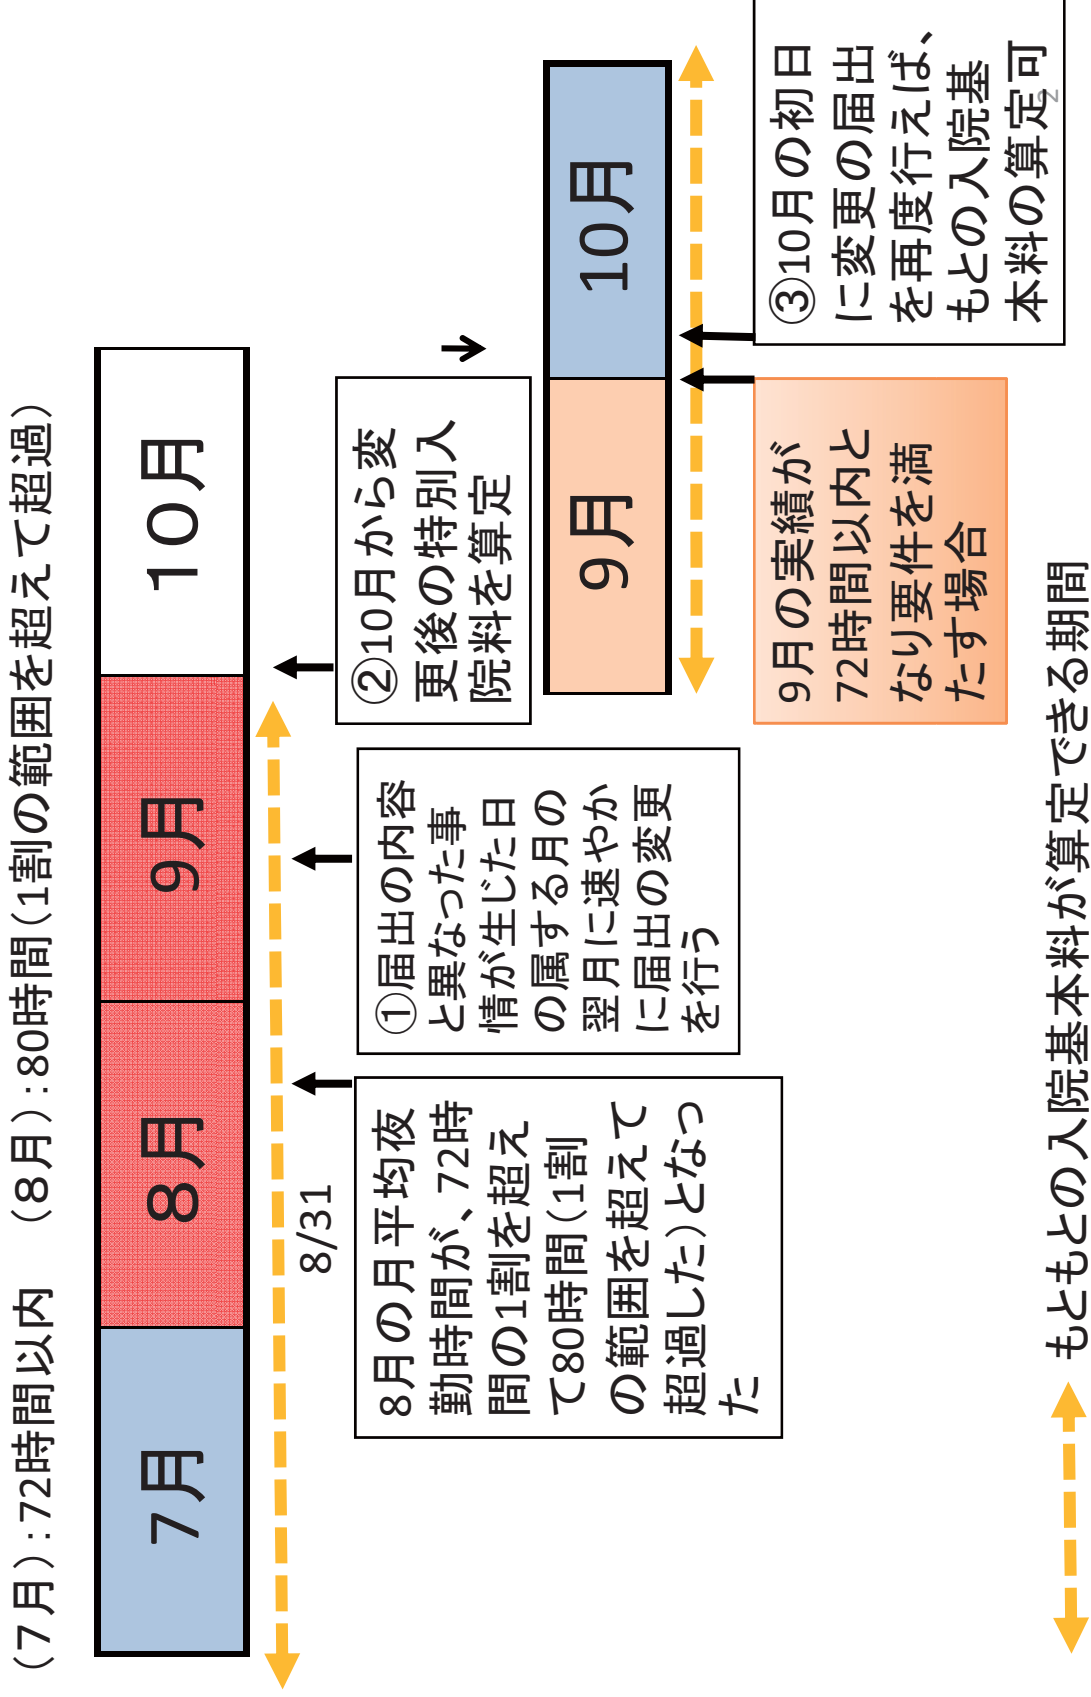 （７月）：72時間以内　（８月）：80時間（1割の範囲を超えて超過）
7月
8月
9月
10月
8/31
8月の月平均夜
勤時間が、72時
間の1割を超え
て80時間（1割
の範囲を超えて
超過した）となっ
た
①届出の内容
と異なった事
情が生じた日
の属する月の
翌月に速やか
に届出の変更
を行う
②10月から変
更後の特別入
院料を算定
↓
9月
10月
9月の実績が
72時間以内と
なり要件を満
たす場合
③10月の初日
に変更の届出
を再度行えば、
もとの入院基
本料の算定可
2
もともとの入院基本料が算定できる期間